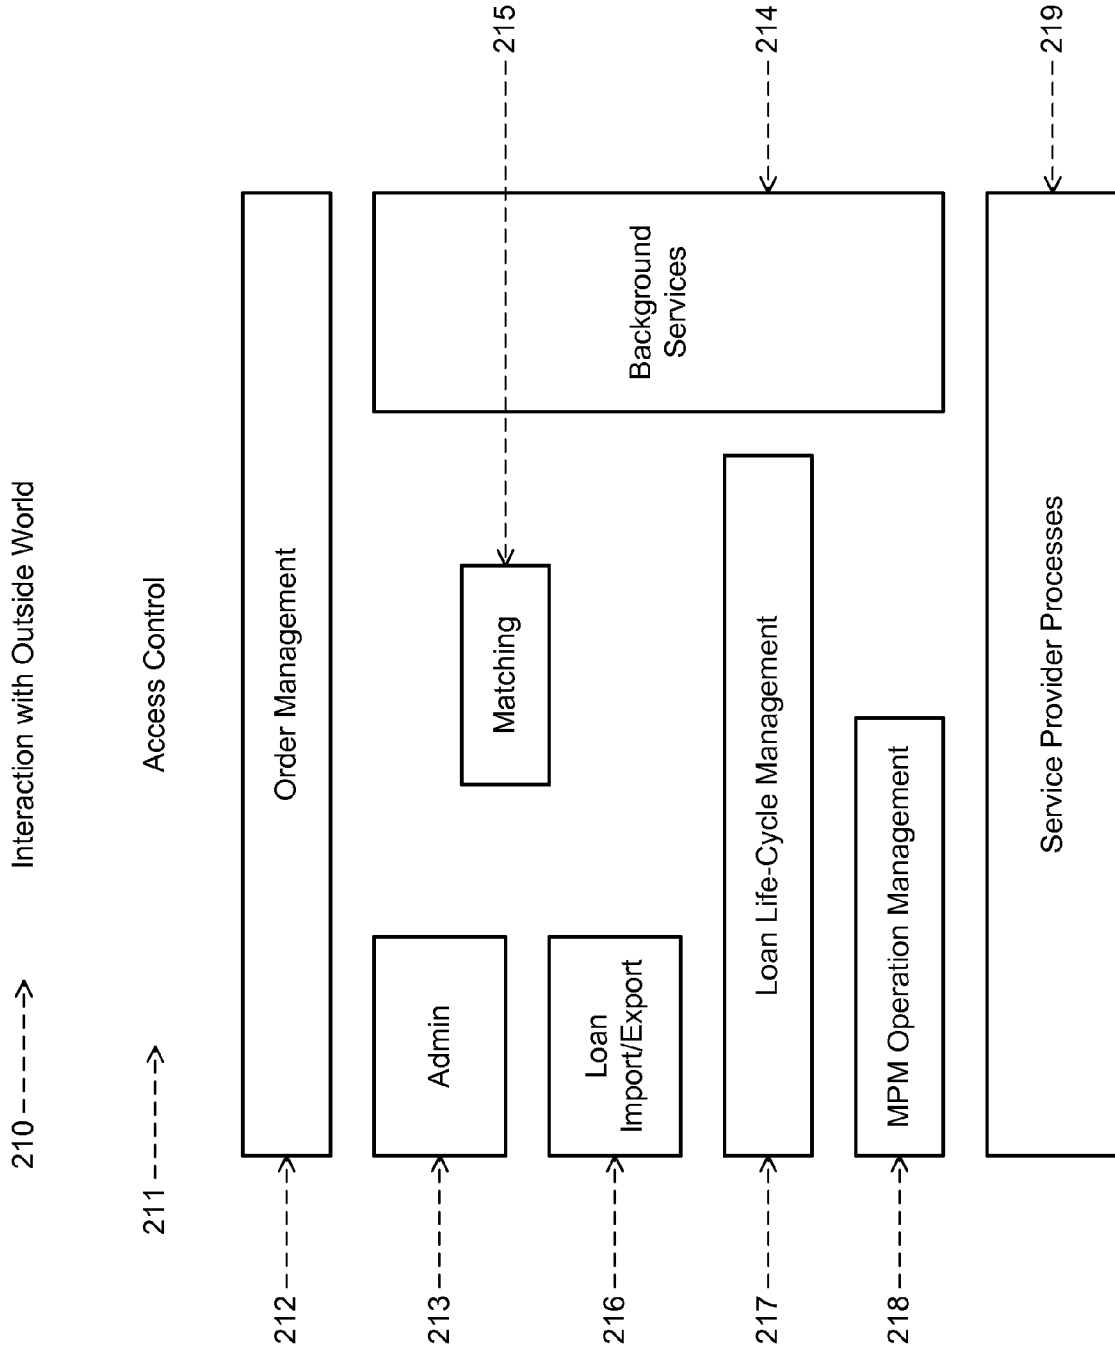 210
Interaction with Outside World
211
Access Control
212
Order Management
213
Admin
Matching
215
216
Loan
Import/Export
Background
Services
214
217
Loan Life-Cycle Management
218
MPM Operation Management
Service Provider Processes
219